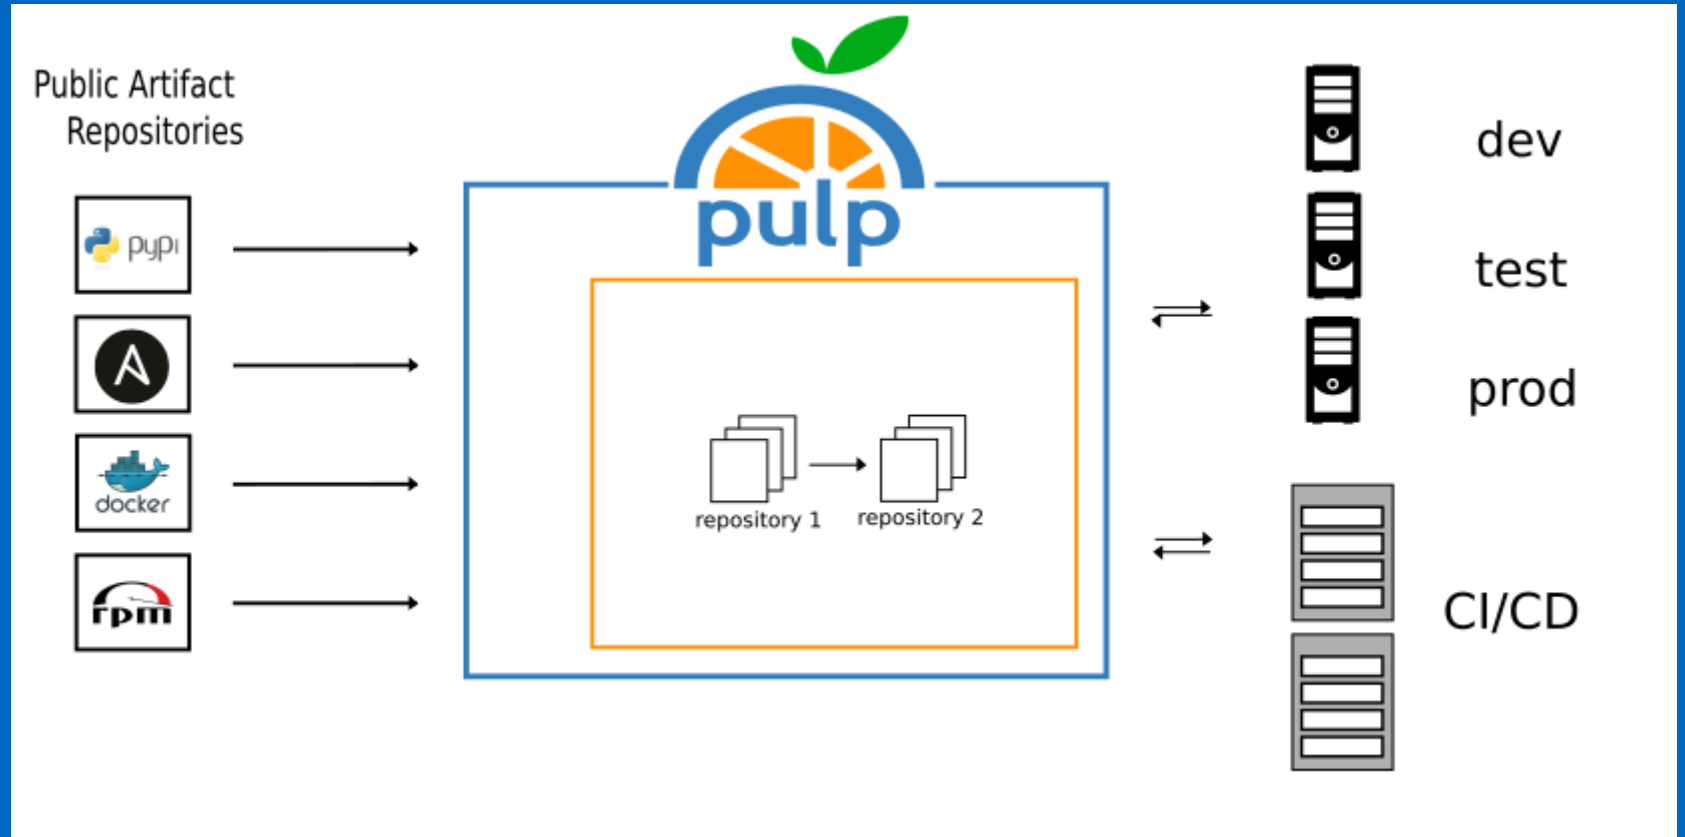 Public Artifact
Repositories
pypi
docker
rpm
pulp
repository 1
repository 2
dev
test
prod
CI/CD